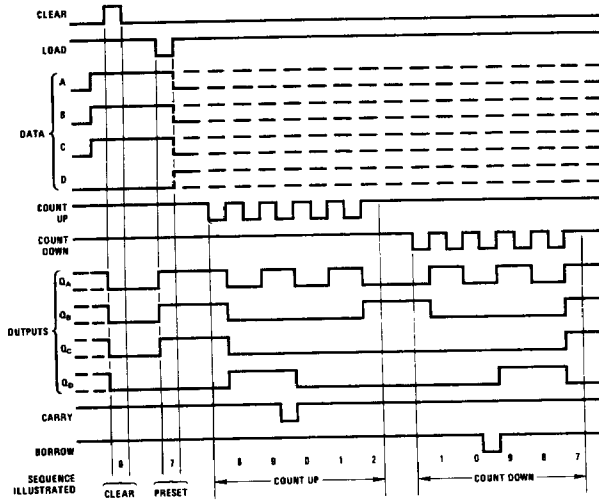 CLEAR
LOAD
DATA
A
B
C
D
COUNT UP
COUNT DOWN
OUTPUTS
QA
QB
QC
QD
CARRY
BORROW
SEQUENCE ILLUSTRATED
0 7 8 9 0 1 2 1 0 9 8 7
CLEAR PRESET COUNT UP COUNT DOWN